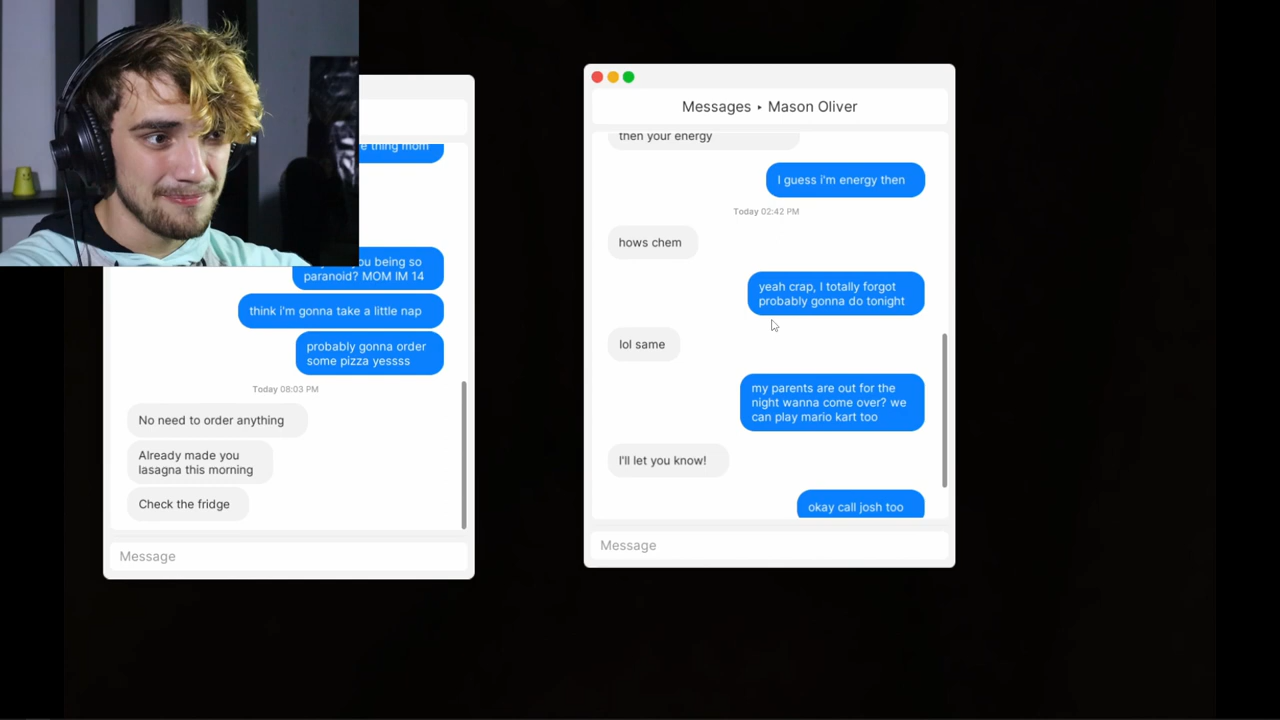 e thing mom
ou being so
paranoid? MOM IM 14
think i'm gonna take a little nap
probably gonna order
some pizza yessss
Today 08:03 PM
No need to order anything
Already made you
lasagna this morning
Check the fridge
Message
Messages ▸ Mason Oliver
then your energy
I guess i'm energy then
Today 02:42 PM
hows chem
yeah crap, I totally forgot
probably gonna do tonight
lol same
my parents are out for the
night wanna come over? we
can play mario kart too
I'll let you know!
okay call josh too
Message